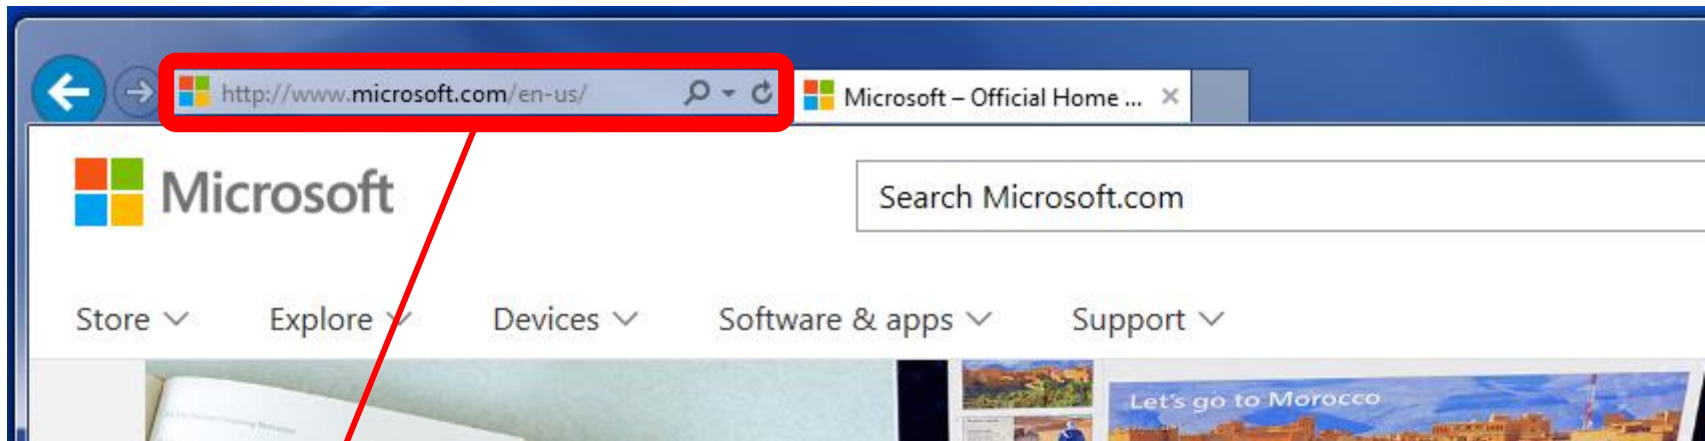 http://www.microsoft.com/en-us/
Microsoft – Official Home ...
Microsoft
Search Microsoft.com
Store
Explore
Devices
Software & apps
Support
Let's go to Morocco